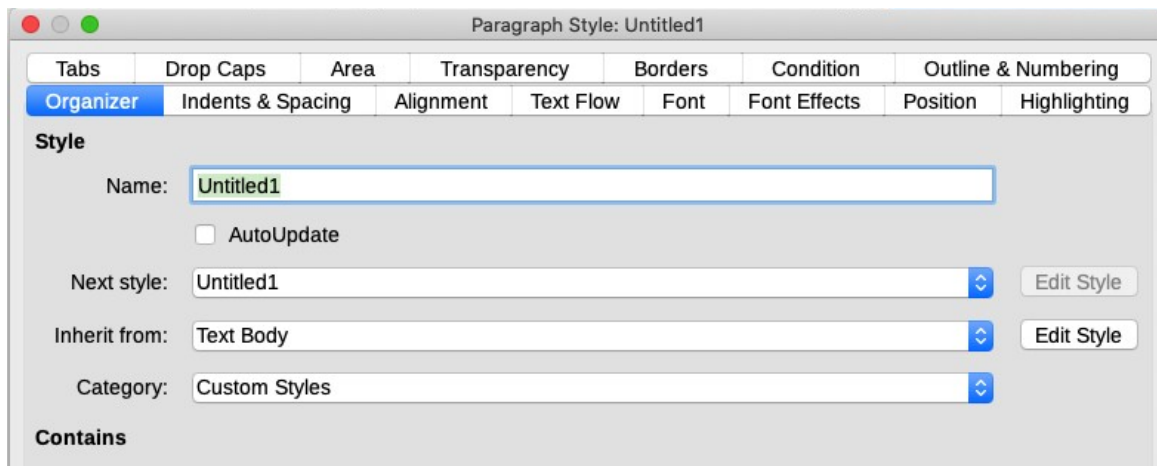 Paragraph Style: Untitled1
Tabs Drop Caps Area Transparency Borders Condition Outline & Numbering
Organizer Indents & Spacing Alignment Text Flow Font Font Effects Position Highlighting
Style
Name: Untitled1
AutoUpdate
Next style: Untitled1 Edit Style
Inherit from: Text Body Edit Style
Category: Custom Styles
Contains